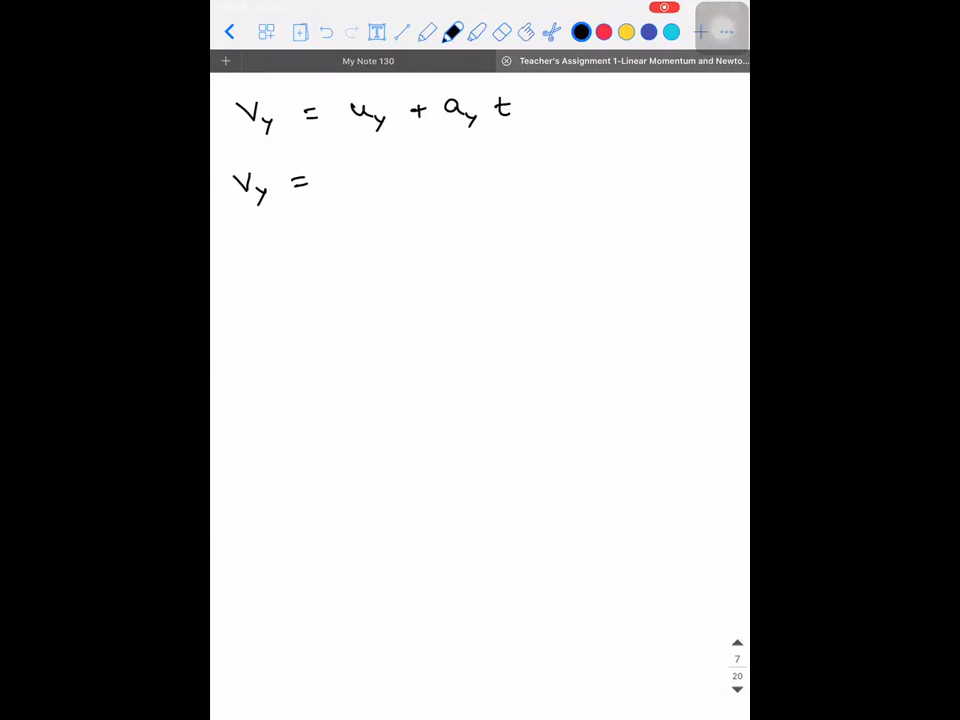 My Note 130
Teacher's Assignment 1-Linear Momentum and Newto...
Vy = uy + ay t
Vy =
7
20